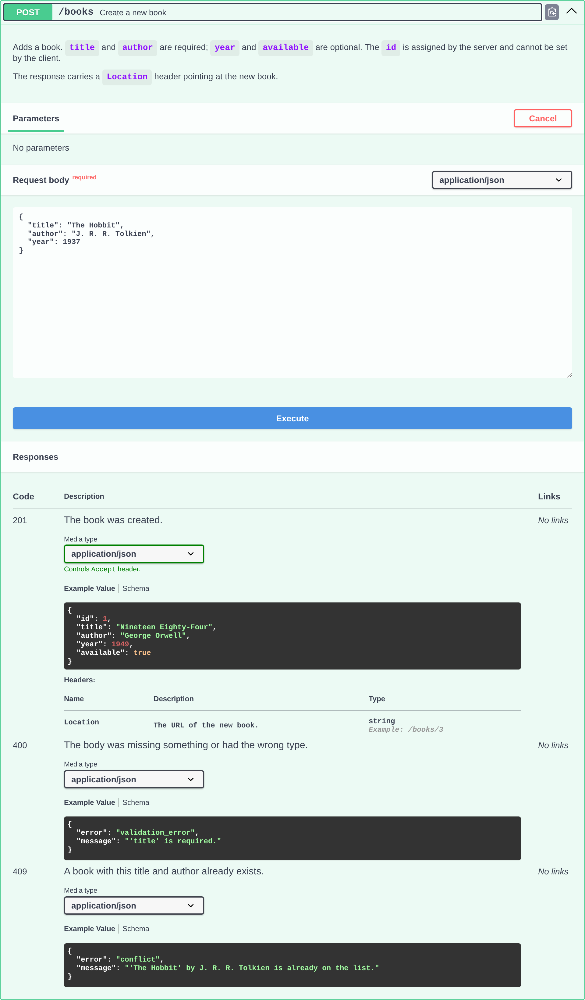 POST /books Create a new book
Adds a book. title and author are required; year and available are optional. The id is assigned by the server and cannot be set
by the client.
The response carries a Location header pointing at the new book.
Parameters
Cancel
No parameters
Request body required
application/json
{
  "title": "The Hobbit",
  "author": "J. R. R. Tolkien",
  "year": 1937
}
Execute
Responses
Code Description Links
201 The book was created. No links
Media type
application/json
Controls Accept header.
Example Value Schema
{
  "id": 1,
  "title": "Nineteen Eighty-Four",
  "author": "George Orwell",
  "year": 1949,
  "available": true
}
Headers:
Name Description Type
Location The URL of the new book. string
Example: /books/3
400 The body was missing something or had the wrong type. No links
Media type
application/json
Example Value Schema
{
  "error": "validation_error",
  "message": "'title' is required."
}
409 A book with this title and author already exists. No links
Media type
application/json
Example Value Schema
{
  "error": "conflict",
  "message": "'The Hobbit' by J. R. R. Tolkien is already on the list."
}